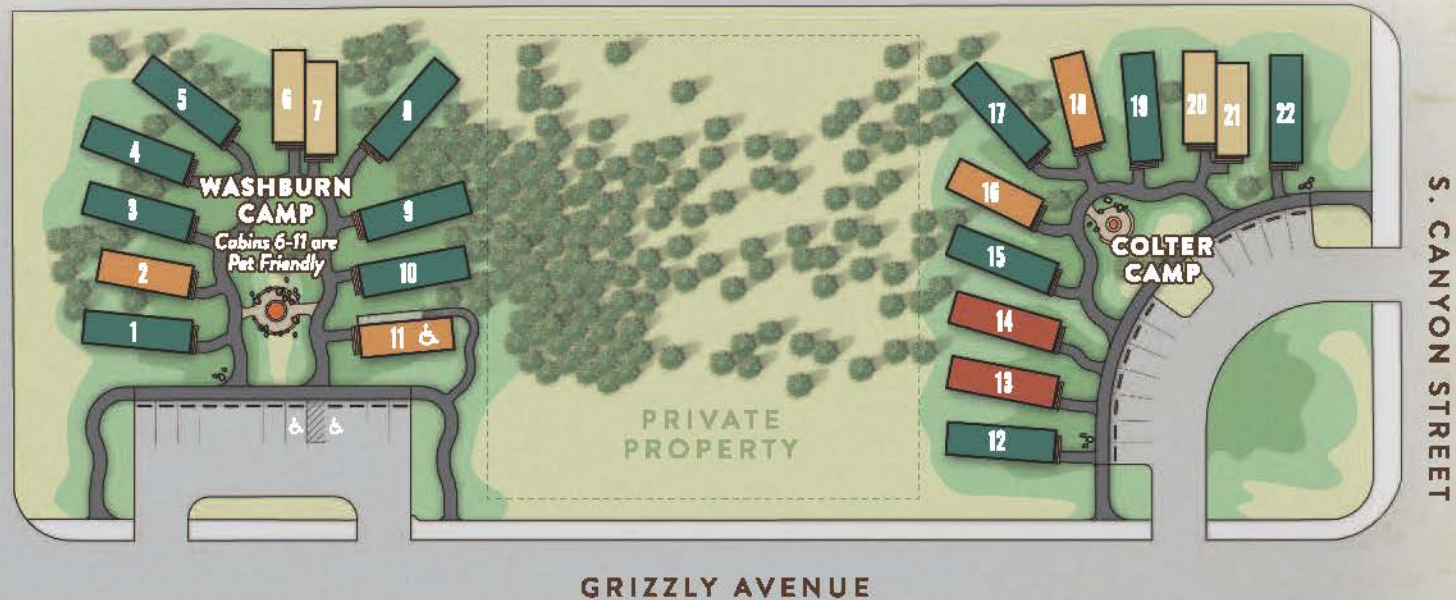 5
6
7
8
4
WASHBURN
CAMP
3
9
Cabins 6-11 are
Pet Friendly
2
10
1
11
17
18
19
20
21
22
16
15
COLTER
CAMP
14
13
12
PRIVATE
PROPERTY
S. CANYON STREET
GRIZZLY AVENUE